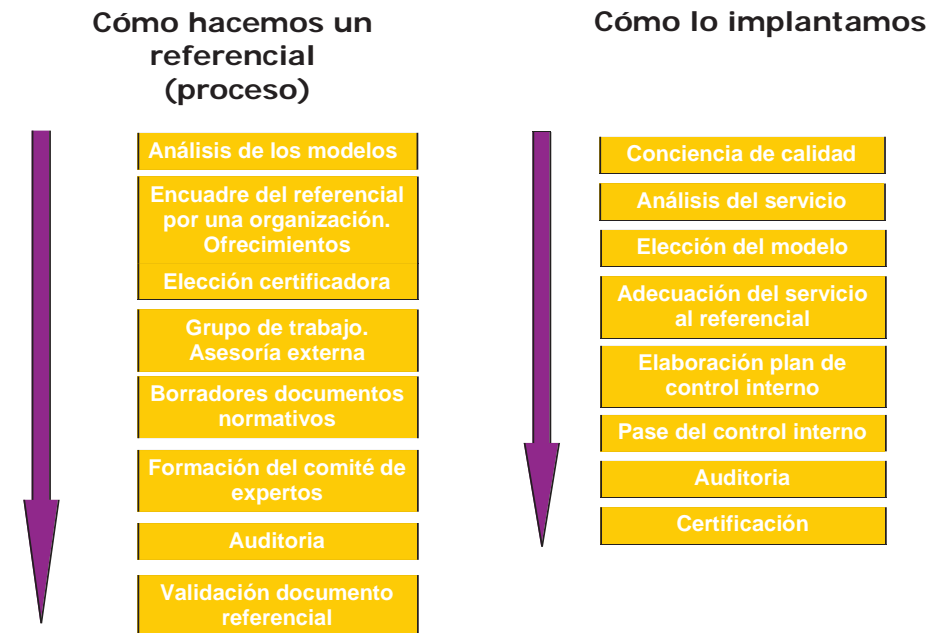 Cómo hacemos un
referencial
(proceso)
Análisis de los modelos
Encuadre del referencial
por una organización.
Ofrecimientos
Elección certificadora
Grupo de trabajo.
Asesoría externa
Borradores documentos
normativos
Formación del comité de
expertos
Auditoria
Validación documento
referencial
Cómo lo implantamos
Conciencia de calidad
Análisis del servicio
Elección del modelo
Adecuación del servicio
al referencial
Elaboración plan de
control interno
Pase del control interno
Auditoria
Certificación